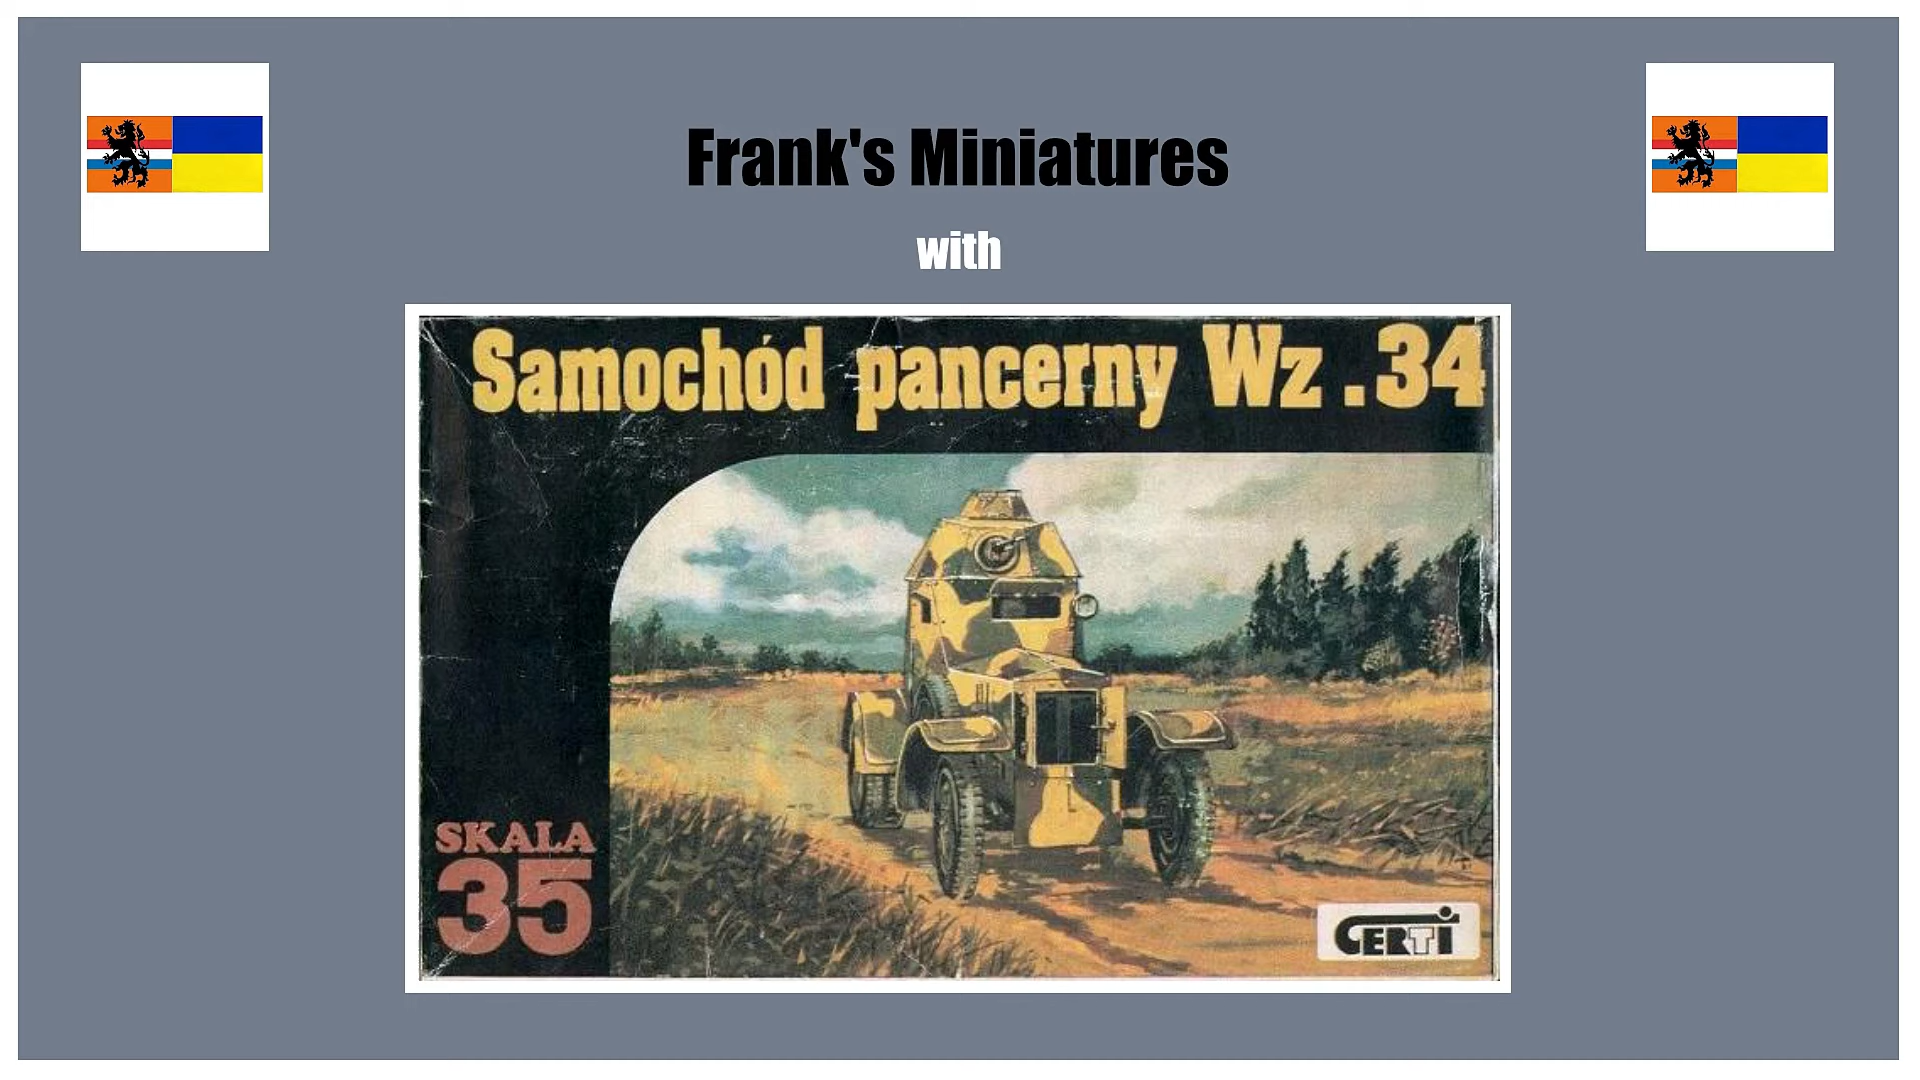 Frank's Miniatures
with
Samochód pancerny Wz.34
SKALA
35
CERTI